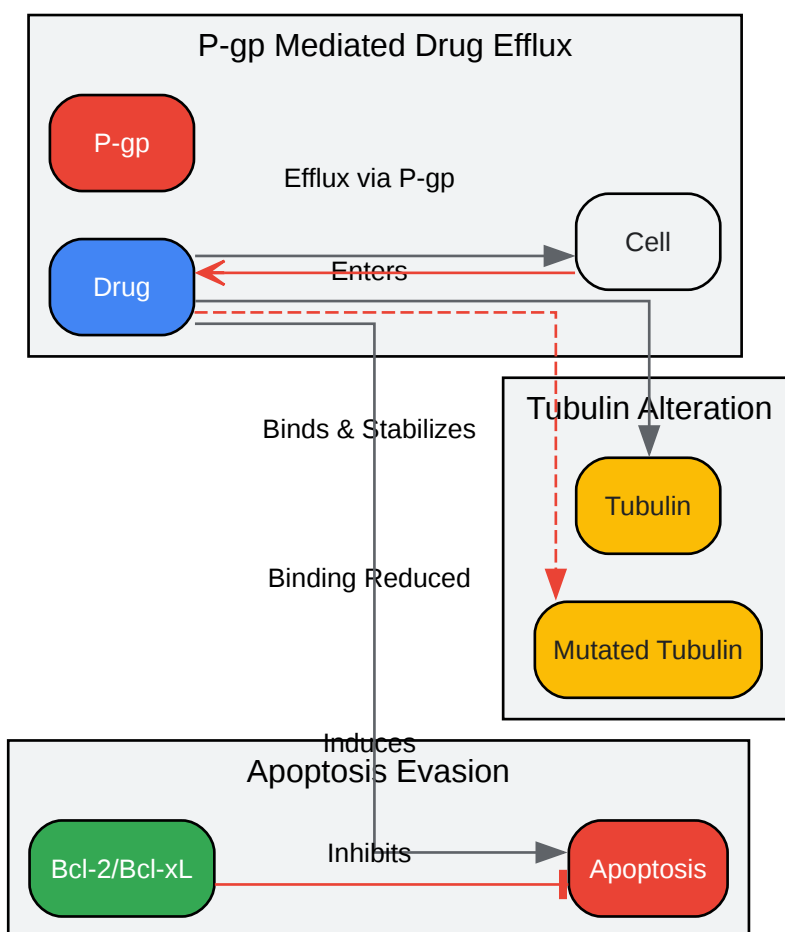 P-gp Mediated Drug Efflux
P-gp
Efflux via P-gp
Cell
Enters
Drug
Tubulin Alteration
Binds & Stabilizes
Tubulin
Binding Reduced
Mutated Tubulin
Induces
Apoptosis Evasion
Inhibits
Bcl-2/Bcl-xL
Apoptosis